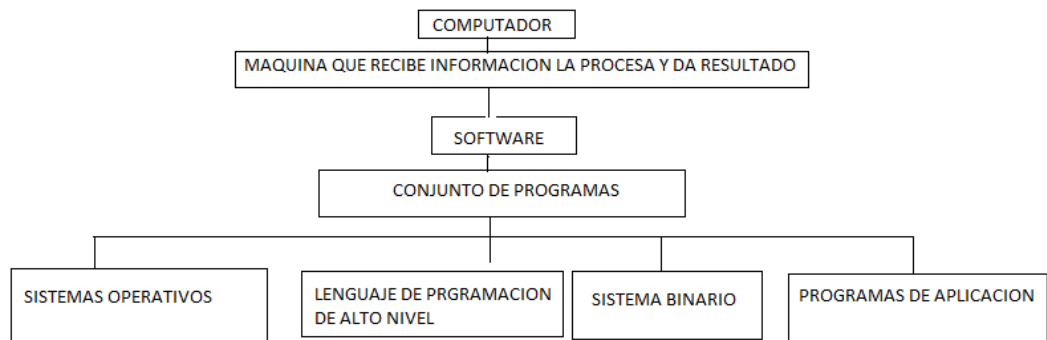 COMPUTADOR
MAQUINA QUE RECIBE INFORMACION LA PROCESA Y DA RESULTADO
SOFTWARE
CONJUNTO DE PROGRAMAS
SISTEMAS OPERATIVOS
LENGUAJE DE PRGRAMACION
DE ALTO NIVEL
SISTEMA BINARIO
PROGRAMAS DE APLICACION